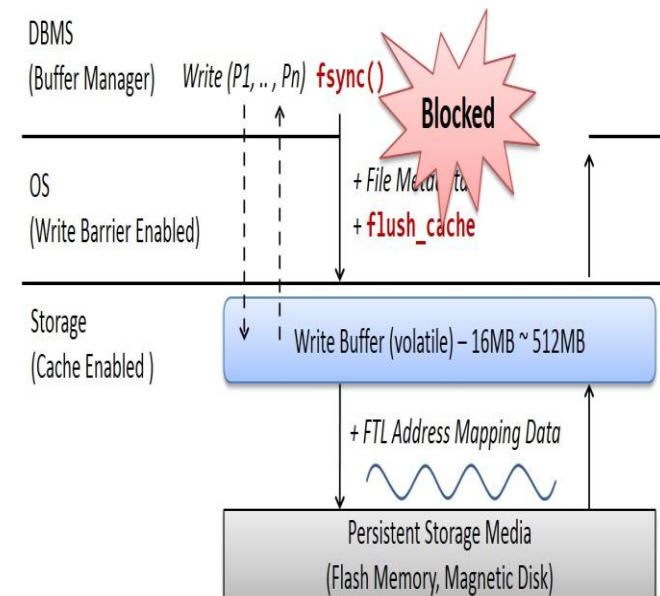 DBMS
(Buffer Manager)
Write (P1, .. , Pn) fsync()
Blocked
OS
(Write Barrier Enabled)
+ File Metadata
+ flush_cache
Storage
(Cache Enabled )
Write Buffer (volatile) – 16MB ~ 512MB
+ FTL Address Mapping Data
Persistent Storage Media
(Flash Memory, Magnetic Disk)